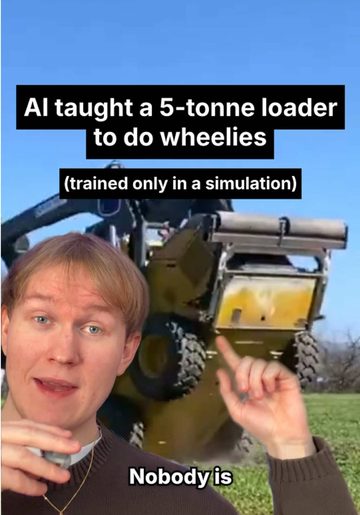 AI taught a 5-tonne loader
to do wheelies
(trained only in a simulation)
Nobody is